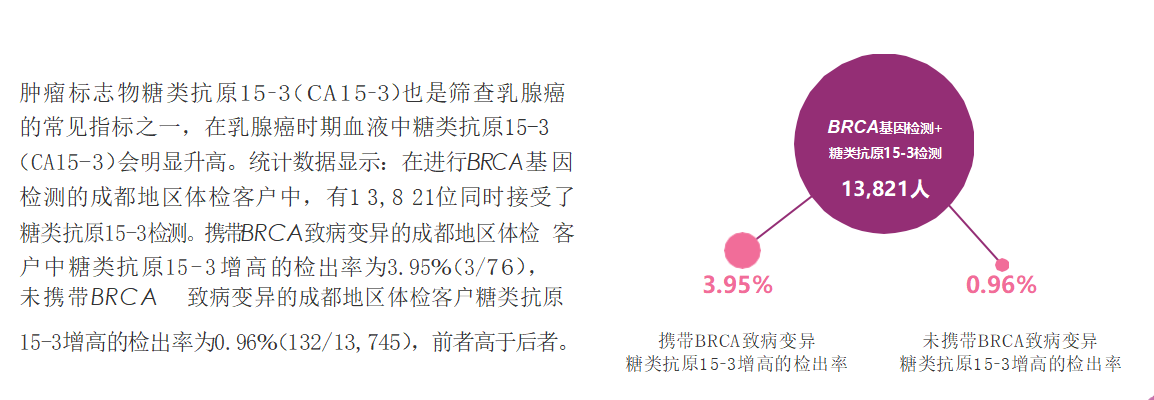 肿瘤标志物糖类抗原15-3(CA15-3)也是筛查乳腺癌
的常见指标之一，在乳腺癌时期血液中糖类抗原15-3
(CA15-3)会明显升高。统计数据显示：在进行BRCA基因
检测的成都地区体检客户中，有13,821位同时接受了
糖类抗原15-3检测。携带BRCA致病变异的成都地区体检 客
户中糖类抗原15-3增高的检出率为3.95%(3/76)，
未携带BRCA 致病变异的成都地区体检客户糖类抗原
15-3增高的检出率为0.96%(132/13,745)，前者高于后者。
BRCA基因检测+
糖类抗原15-3检测
13,821人
3.95%
携带BRCA致病变异
糖类抗原15-3增高的检出率
0.96%
未携带BRCA致病变异
糖类抗原15-3增高的检出率